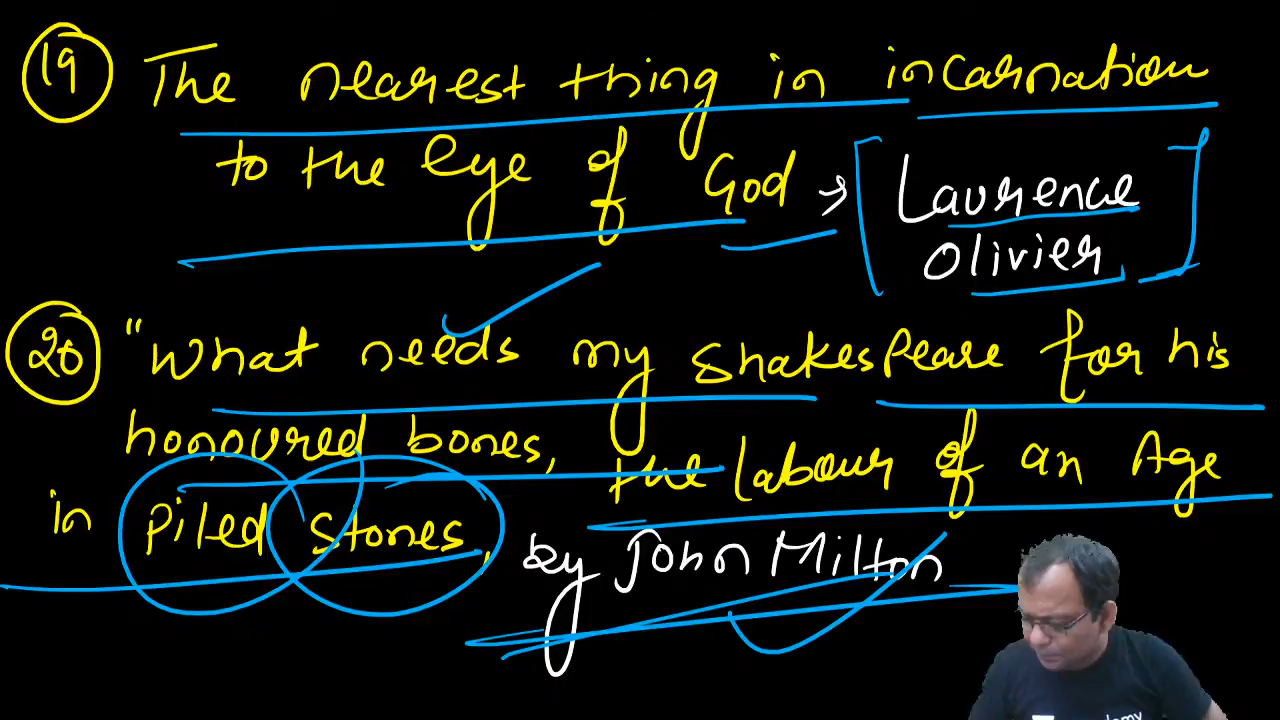 19 The nearest thing in incarnation
to the eye of God → [Laurence
Olivier]
20 "What needs my shakespeare for his
honoured bones, the labour of an Age
in Piled stones, by John Milton
demy